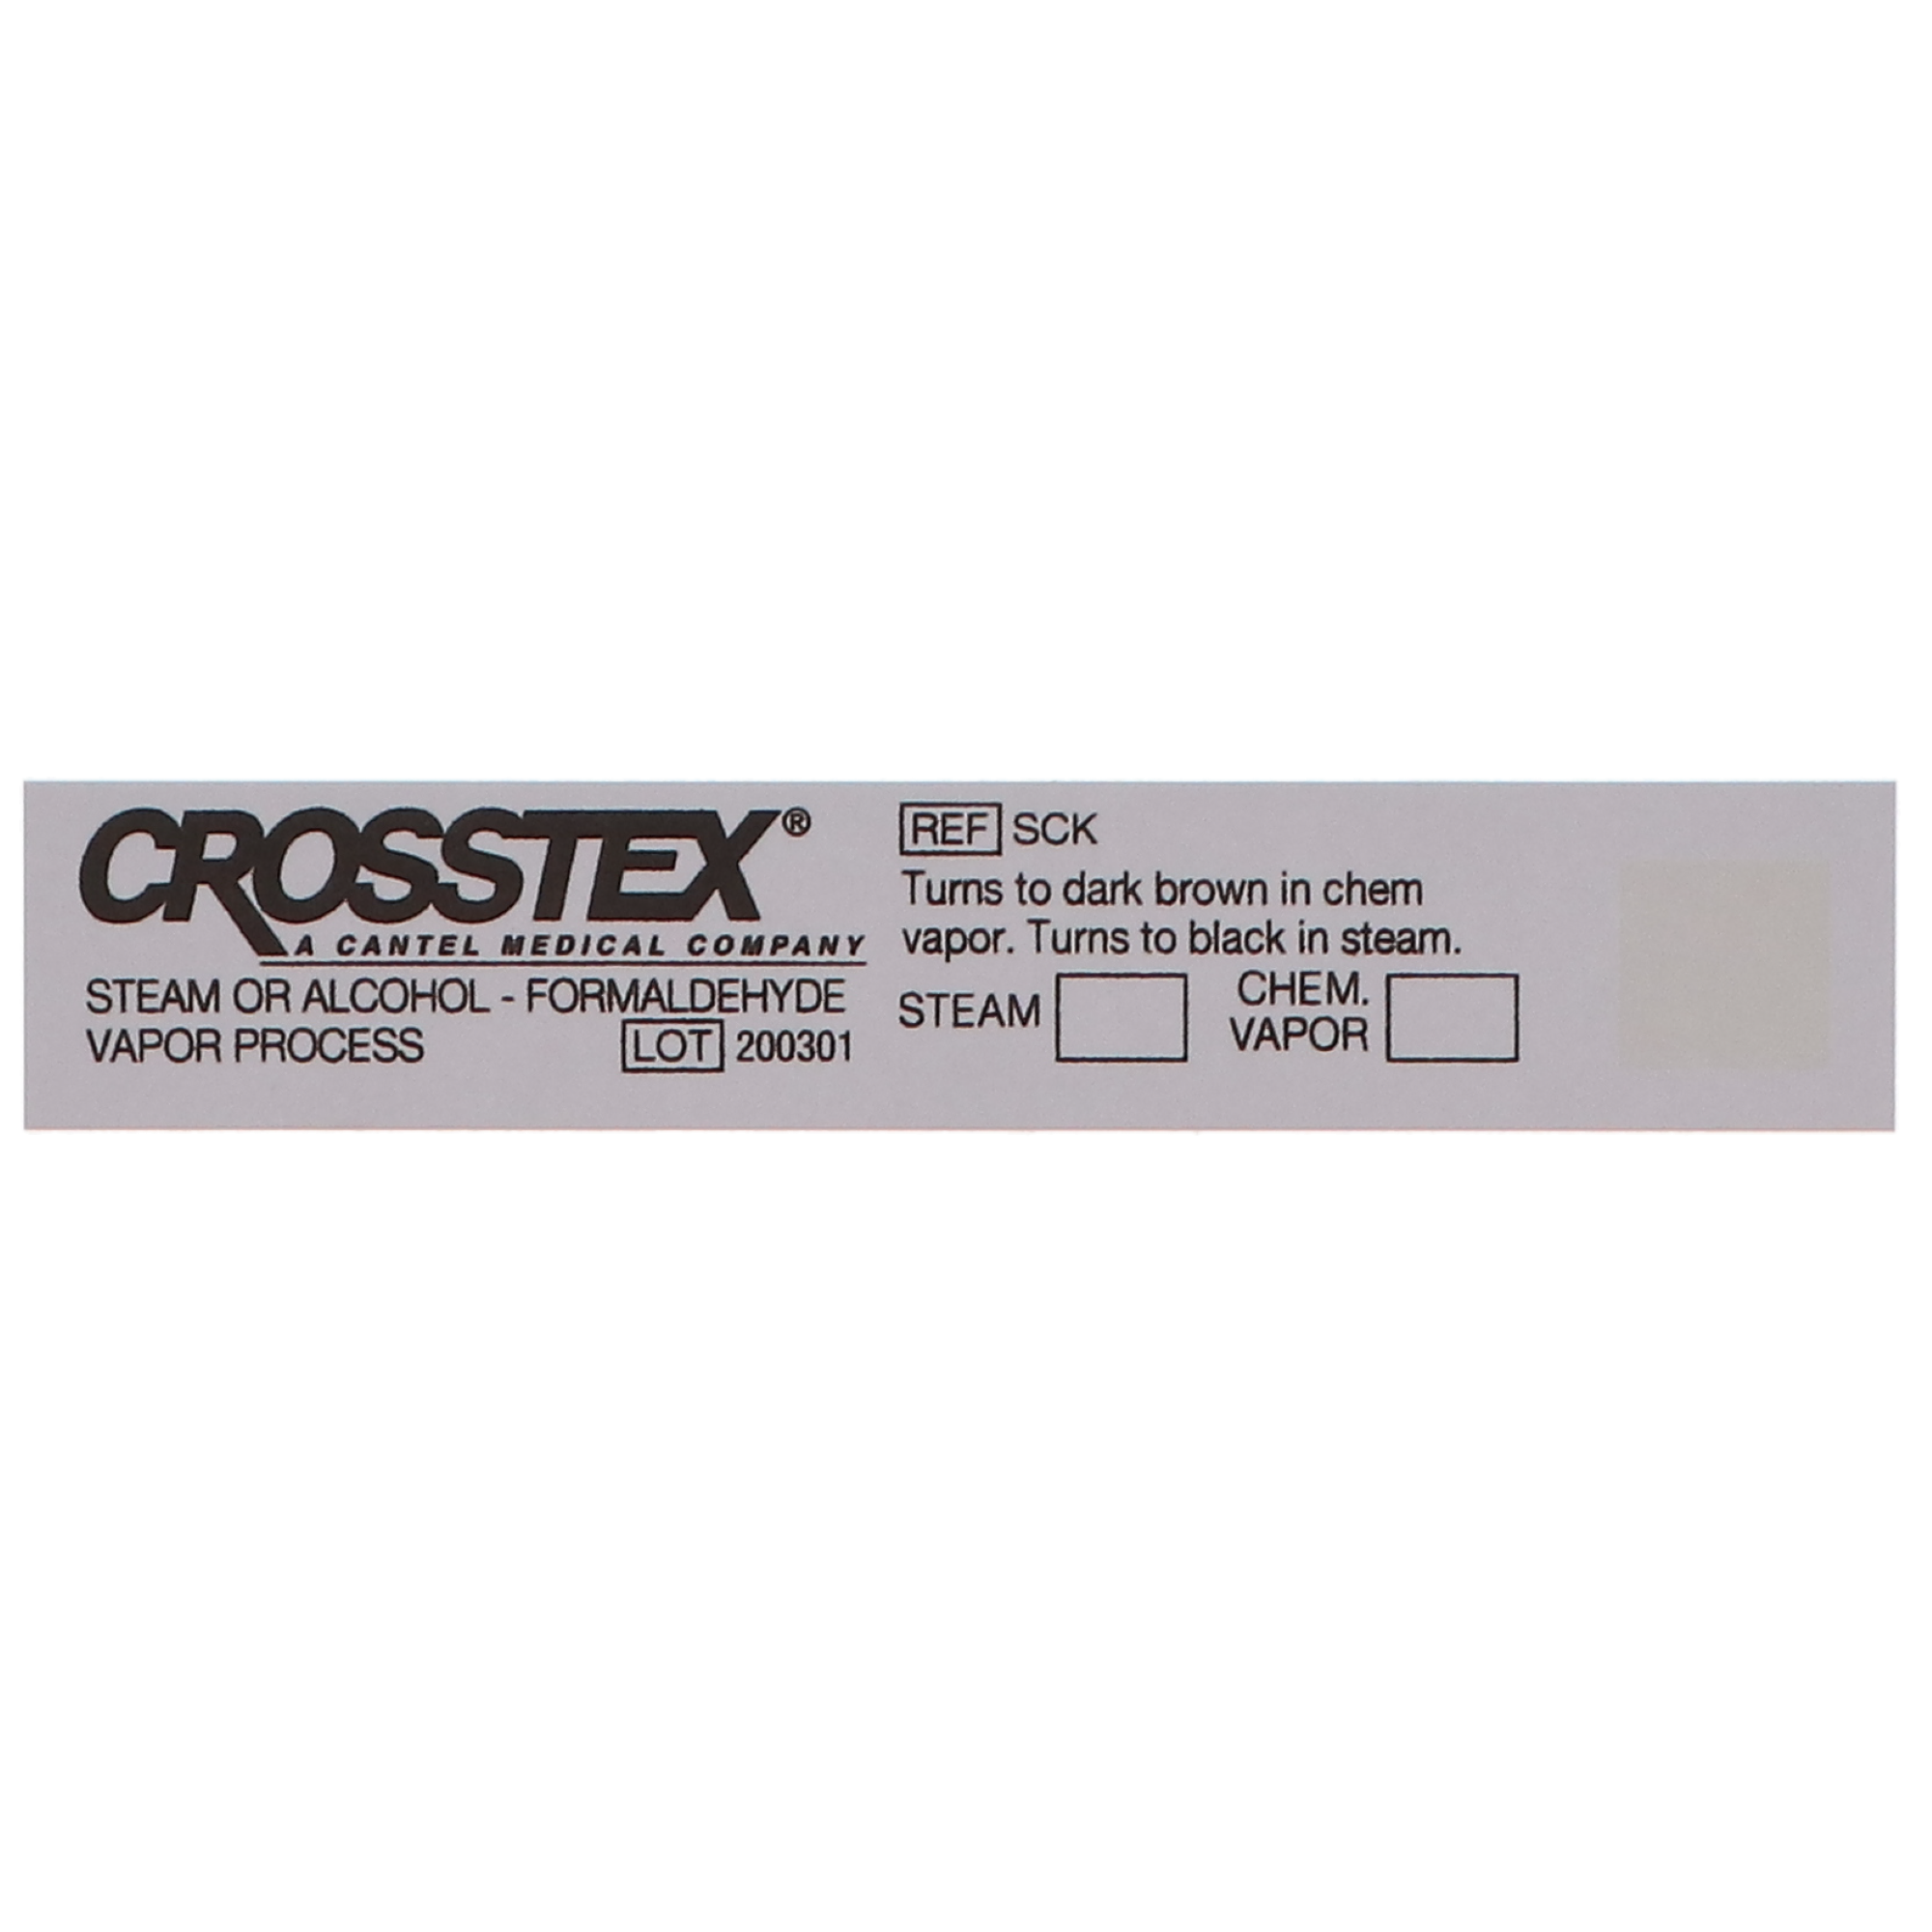 CROSSTEX®
A CANTEL MEDICAL COMPANY
STEAM OR ALCOHOL - FORMALDEHYDE
VAPOR PROCESS LOT 200301
REF SCK
Turns to dark brown in chem
vapor. Turns to black in steam.
STEAM CHEM.
VAPOR